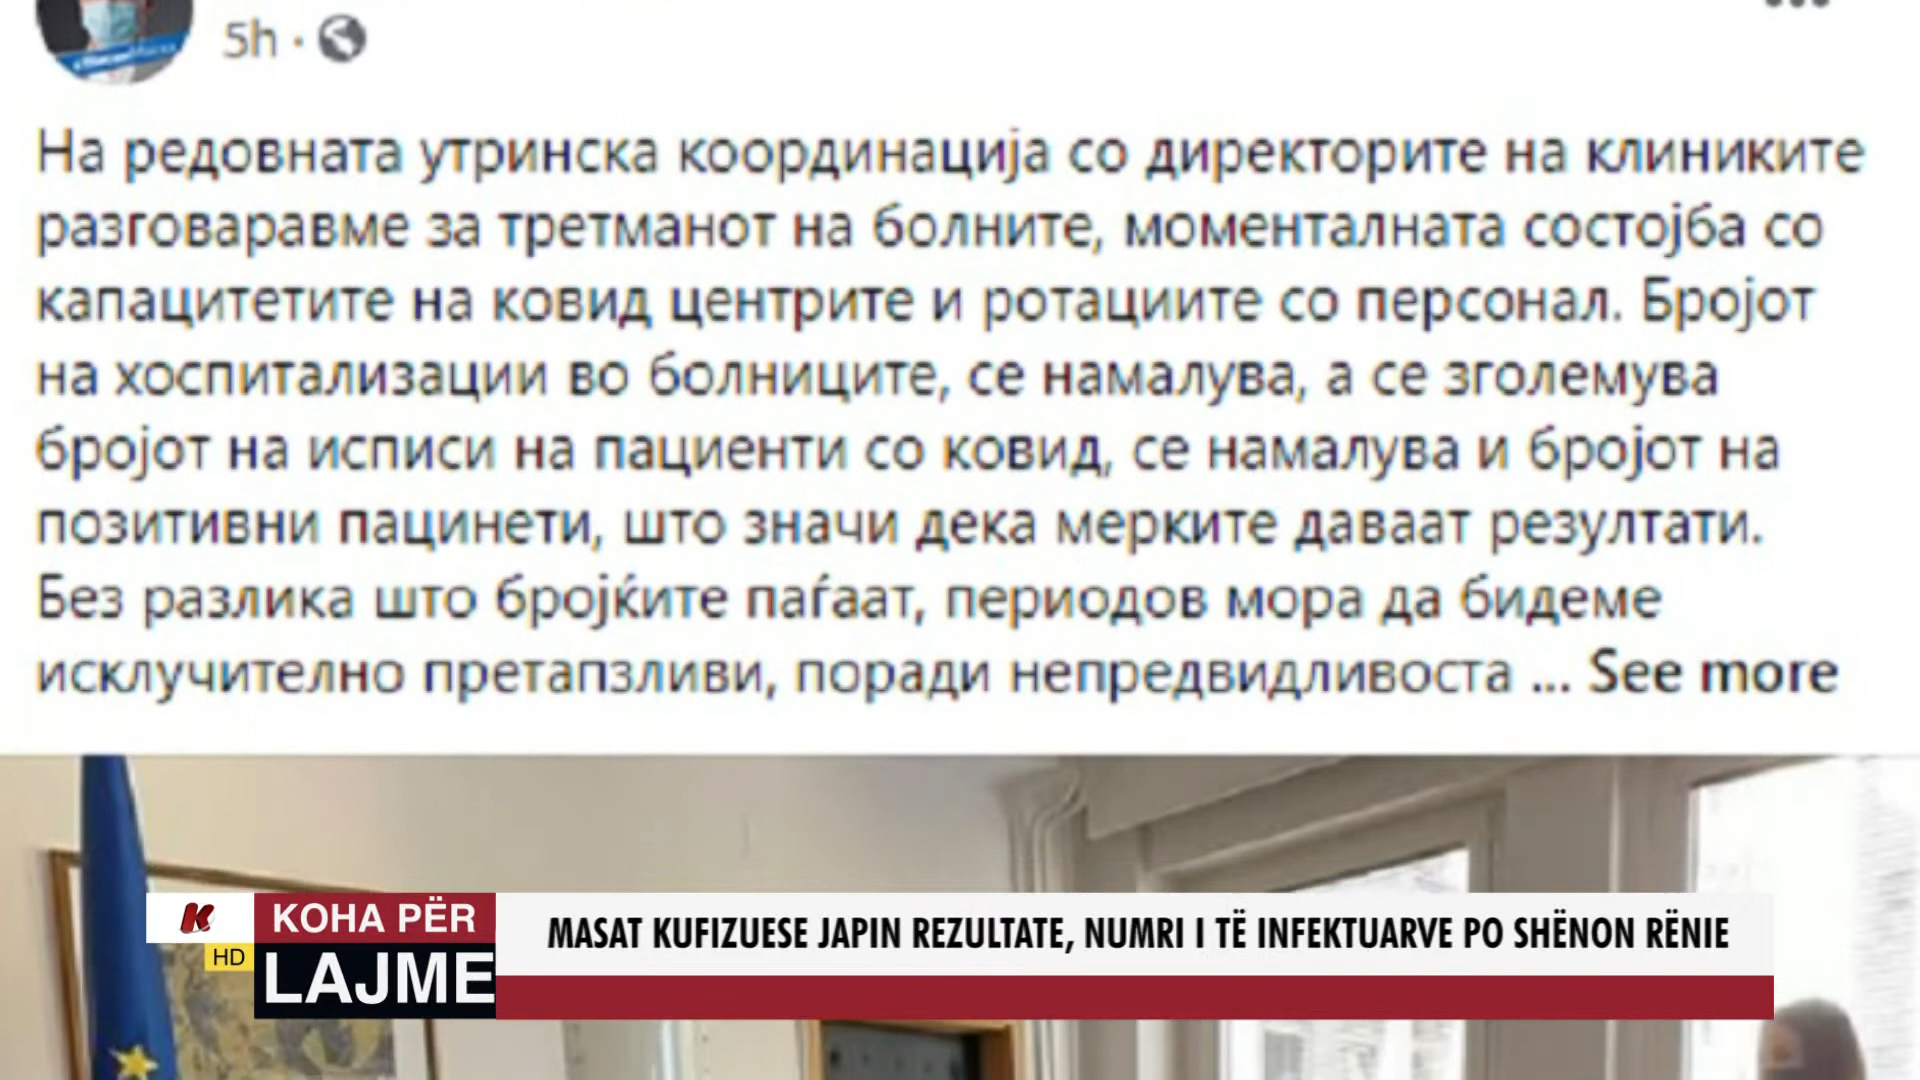 5h ·
На редовната утринска координација со директорите на клиниките
разговаравме за третманот на болните, моменталната состојба со
капацитетите на ковид центрите и ротациите со персонал. Бројот
на хоспитализации во болниците, се намалува, а се зголемува
бројот на исписи на пациенти со ковид, се намалува и бројот на
позитивни пацинети, што значи дека мерките даваат резултати.
Без разлика што бројќите паѓаат, периодов мора да бидеме
исклучително претапзливи, поради непредвидливоста ... See more
K
HD
KOHA PËR
LAJME
MASAT KUFIZUESE JAPIN REZULTATE, NUMRI I TË INFEKTUARVE PO SHËNON RËNIE